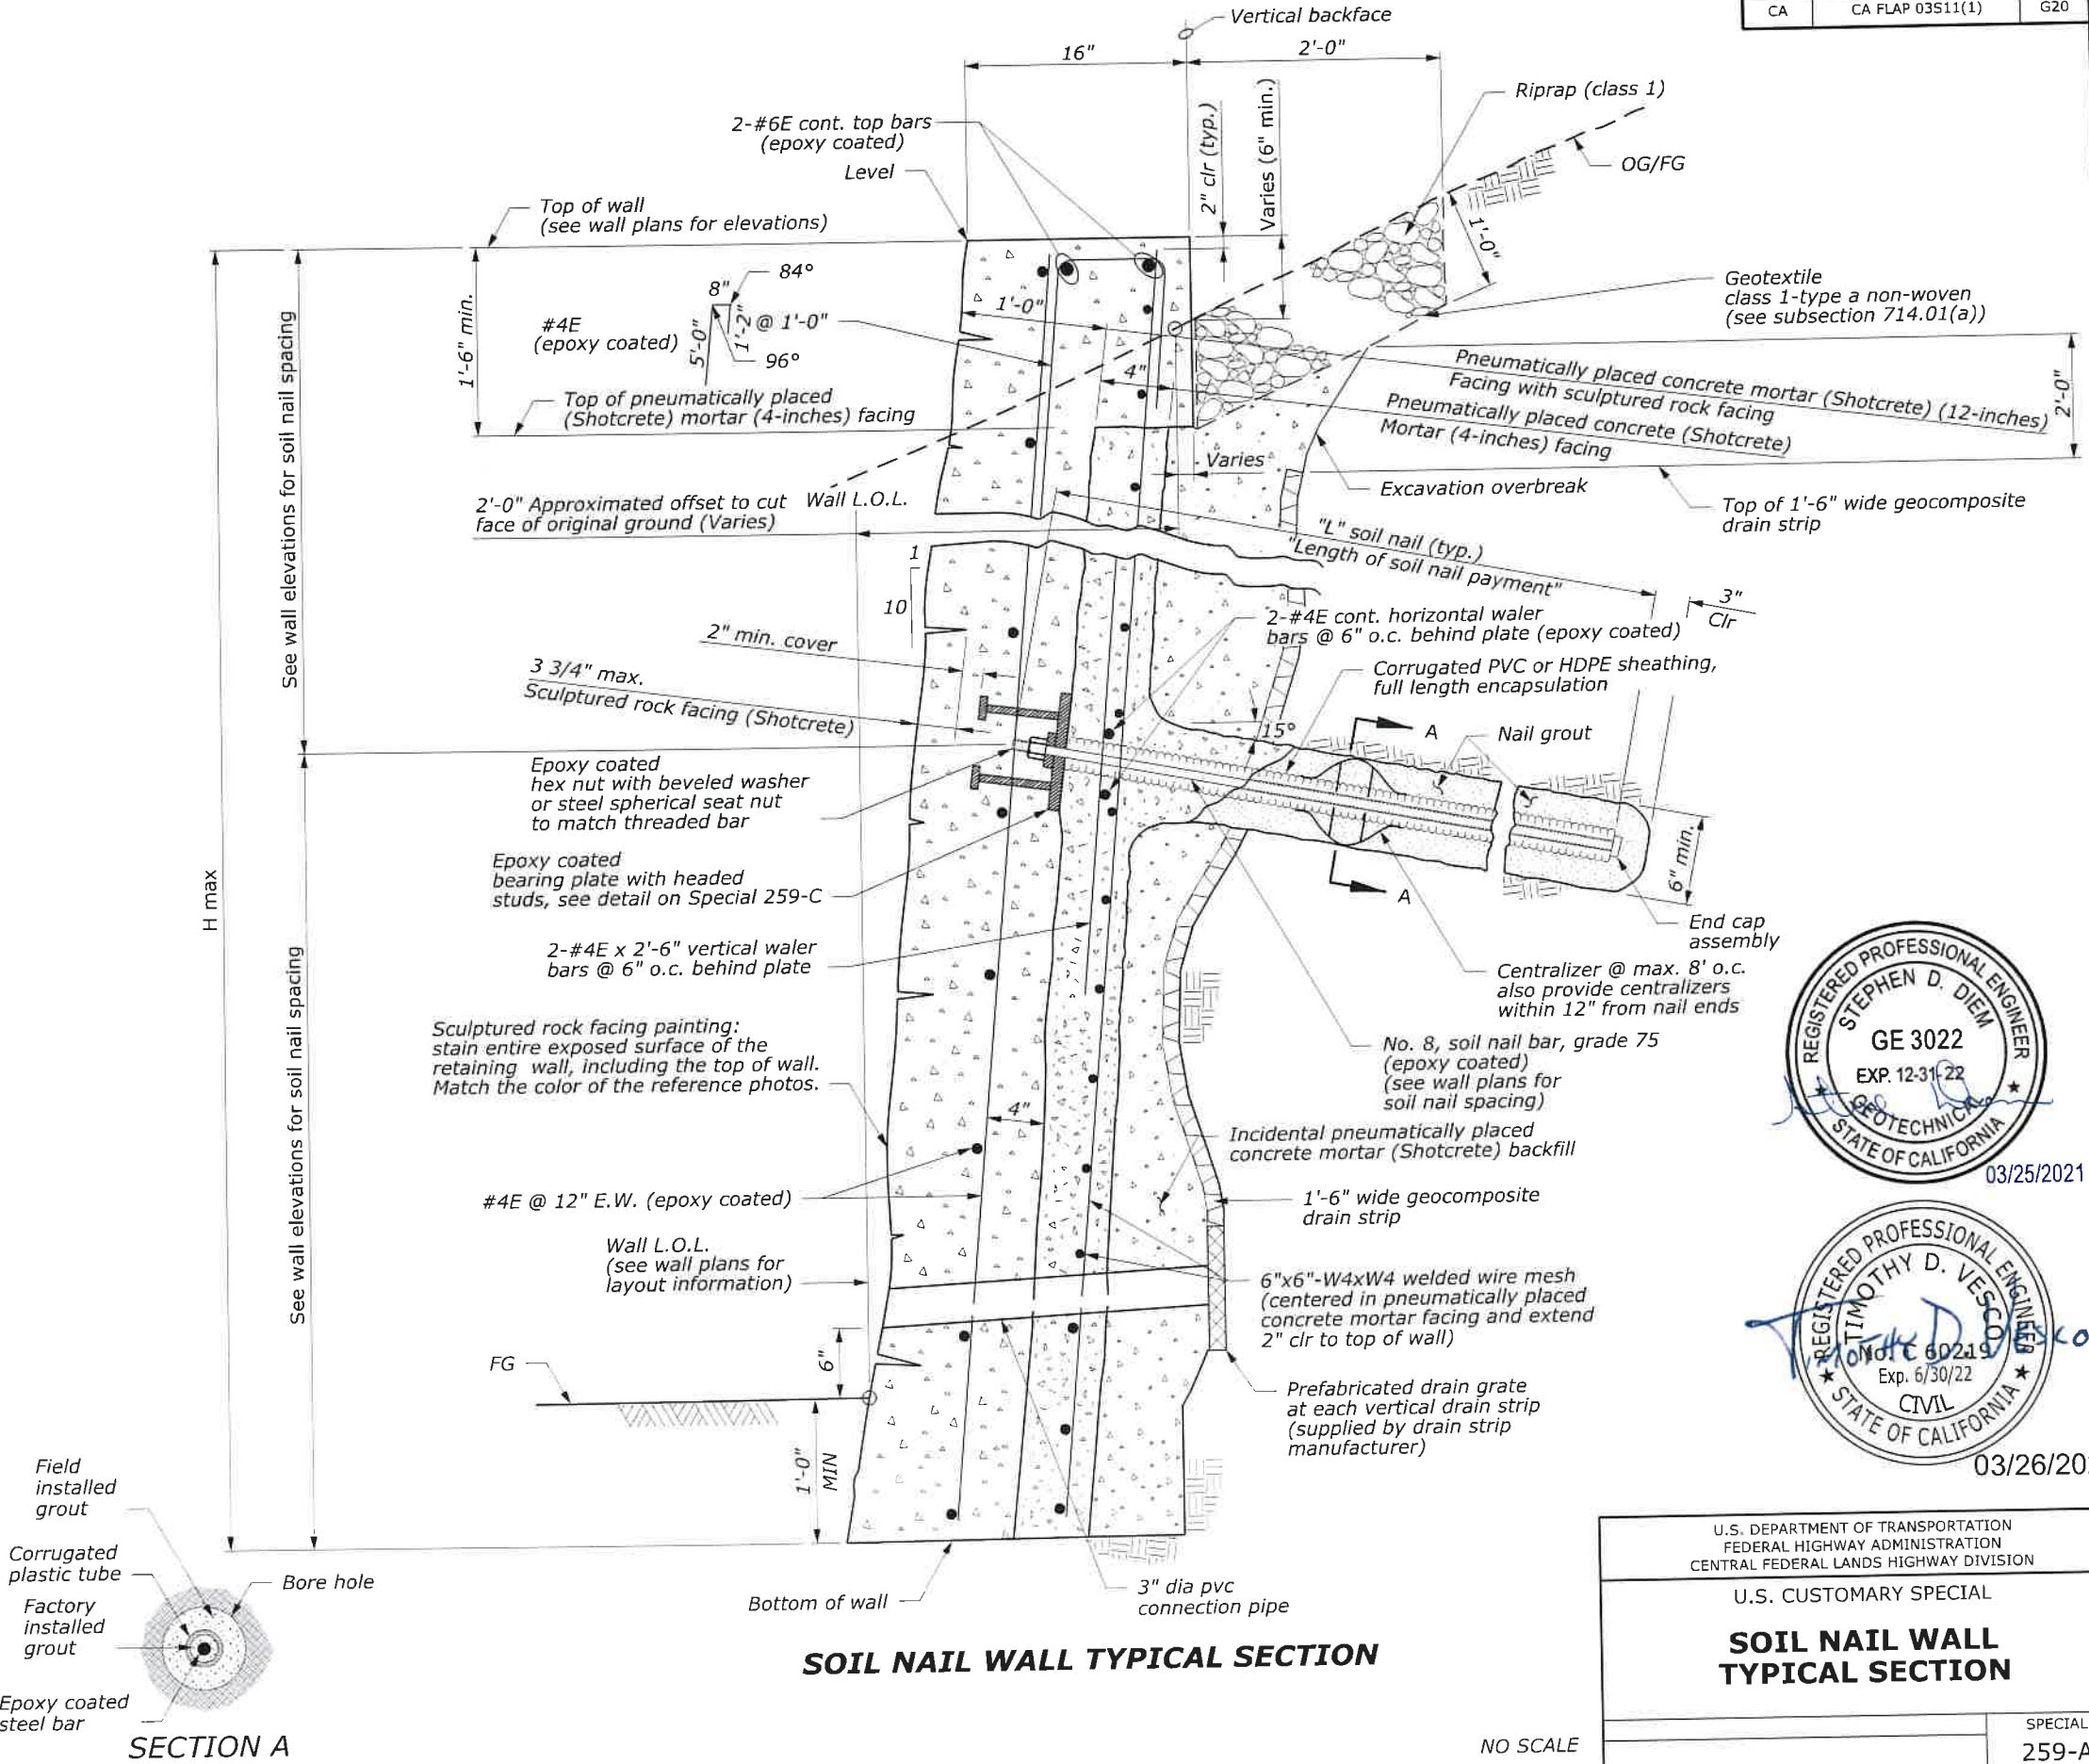 CA CA FLAP 03S11(1) G20
Vertical backface
16" 2'-0"
Riprap (class 1)
2-#6E cont. top bars
(epoxy coated)
Level
2" clr (typ.)
Varies (6" min.)
OG/FG
Top of wall
(see wall plans for elevations)
1'-0"
84°
8"
#4E
(epoxy coated)
5'-0"
1'-2"
@ 1'-0"
96°
1'-6" min.
1'-0"
4"
Geotextile
class 1-type a non-woven
(see subsection 714.01(a))
Top of pneumatically placed
(Shotcrete) mortar (4-inches) facing
Pneumatically placed concrete mortar (Shotcrete) (12-inches)
Facing with sculptured rock facing
Pneumatically placed concrete (Shotcrete)
Mortar (4-inches) facing
2'-0"
Varies
Excavation overbreak
Top of 1'-6" wide geocomposite
drain strip
2'-0" Approximated offset to cut
face of original ground (Varies)
Wall L.O.L.
"L" soil nail (typ.)
"Length of soil nail payment"
3"
Clr
See wall elevations for soil nail spacing
1
10
2" min. cover
3 3/4" max.
Sculptured rock facing (Shotcrete)
2-#4E cont. horizontal waler
bars @ 6" o.c. behind plate (epoxy coated)
Corrugated PVC or HDPE sheathing,
full length encapsulation
15°
A
Nail grout
Epoxy coated
hex nut with beveled washer
or steel spherical seat nut
to match threaded bar
6" min.
A
Epoxy coated
bearing plate with headed
studs, see detail on Special 259-C
H max
End cap
assembly
2-#4E x 2'-6" vertical waler
bars @ 6" o.c. behind plate
Centralizer @ max. 8' o.c.
also provide centralizers
within 12" from nail ends
See wall elevations for soil nail spacing
Sculptured rock facing painting:
stain entire exposed surface of the
retaining wall, including the top of wall.
Match the color of the reference photos.
No. 8, soil nail bar, grade 75
(epoxy coated)
(see wall plans for
soil nail spacing)
4"
Incidental pneumatically placed
concrete mortar (Shotcrete) backfill
#4E @ 12" E.W. (epoxy coated)
1'-6" wide geocomposite
drain strip
Wall L.O.L.
(see wall plans for
layout information)
6"x6"-W4xW4 welded wire mesh
(centered in pneumatically placed
concrete mortar facing and extend
2" clr to top of wall)
FG
6"
Prefabricated drain grate
at each vertical drain strip
(supplied by drain strip
manufacturer)
1'-0"
MIN
Bottom of wall
3" dia pvc
connection pipe
SOIL NAIL WALL TYPICAL SECTION
Field
installed
grout
Corrugated
plastic tube
Bore hole
Factory
installed
grout
Epoxy coated
steel bar
SECTION A
REGISTERED PROFESSIONAL ENGINEER
STEPHEN D. DIEM
GE 3022
EXP. 12-31-22
GEOTECHNICAL
STATE OF CALIFORNIA
03/25/2021
REGISTERED PROFESSIONAL ENGINEER
TIMOTHY D. VESCO
Timothy D. Vesco
No. C 60219
Exp. 6/30/22
CIVIL
STATE OF CALIFORNIA
03/26/20
U.S. DEPARTMENT OF TRANSPORTATION
FEDERAL HIGHWAY ADMINISTRATION
CENTRAL FEDERAL LANDS HIGHWAY DIVISION
U.S. CUSTOMARY SPECIAL
SOIL NAIL WALL
TYPICAL SECTION
NO SCALE
SPECIAL
259-A